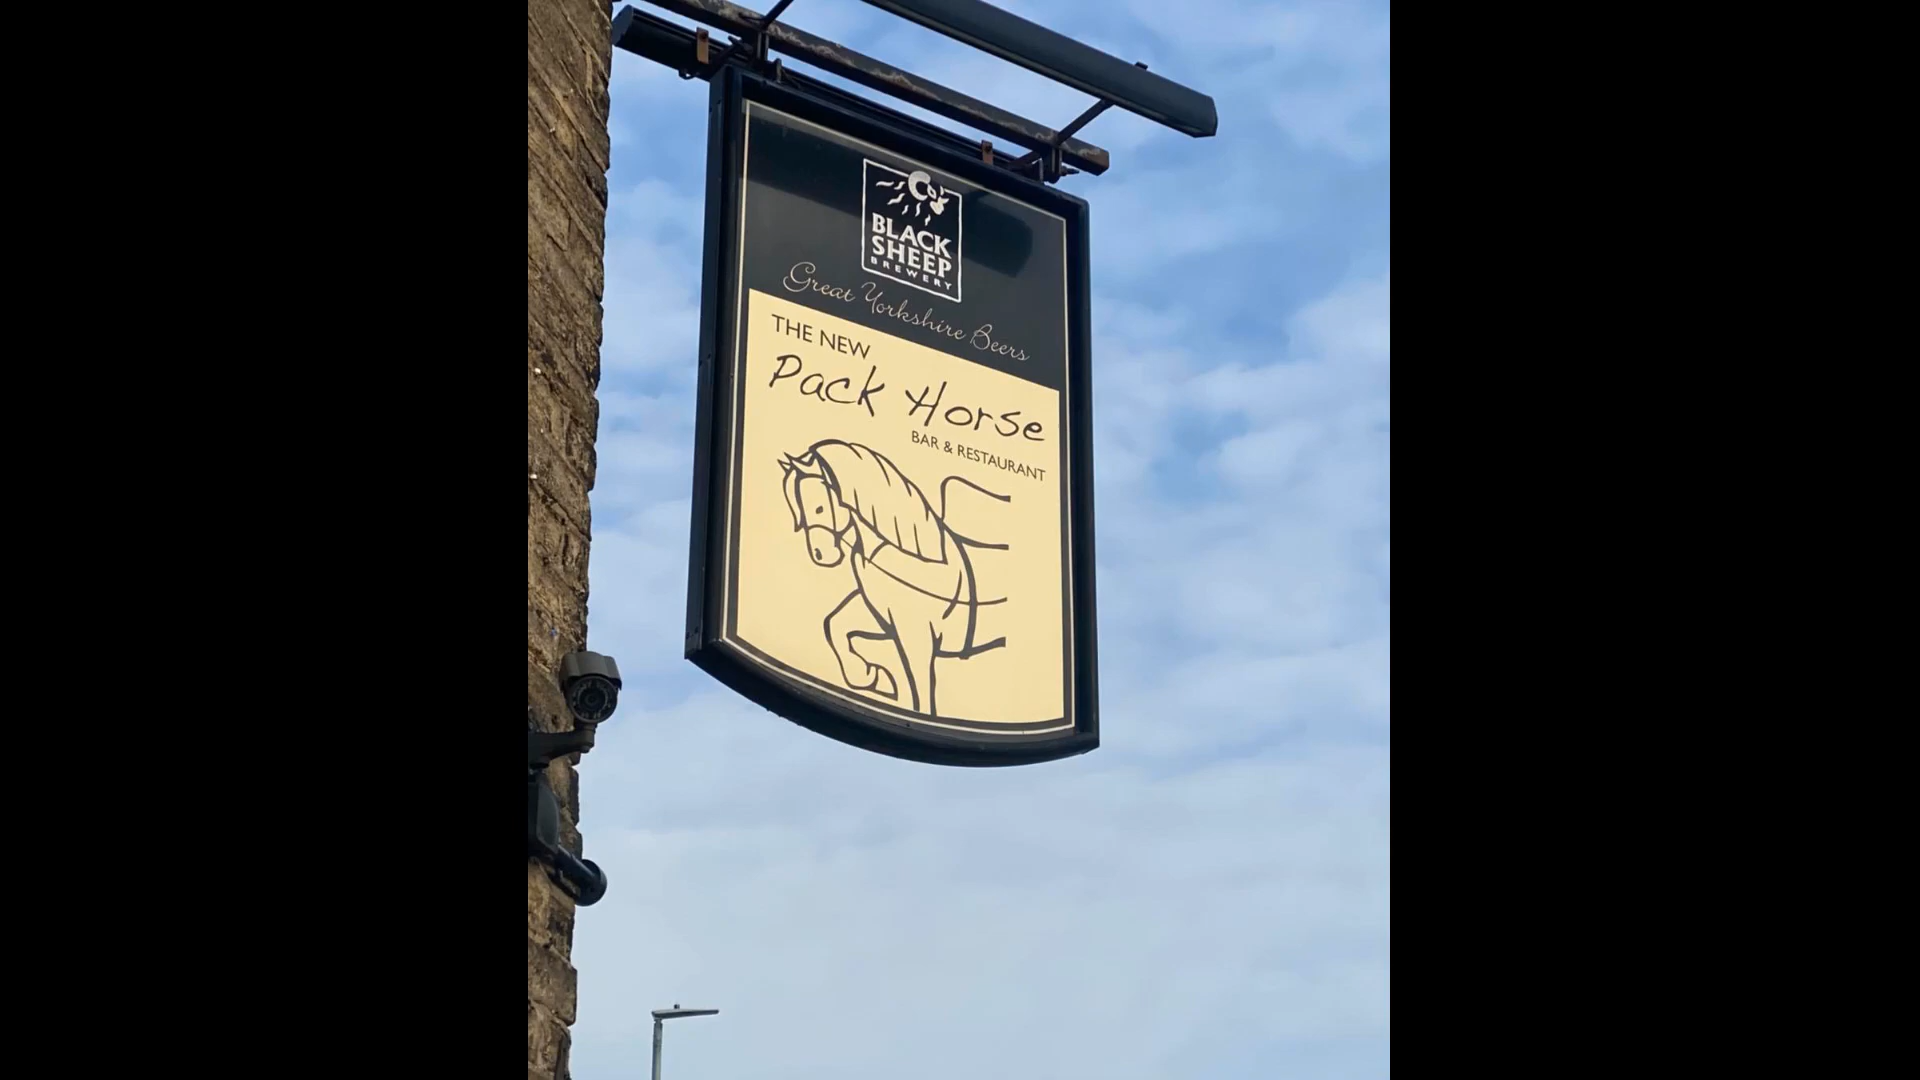 BLACK
SHEEP
BREWERY
Great Yorkshire Beers
THE NEW
Pack Horse
BAR & RESTAURANT